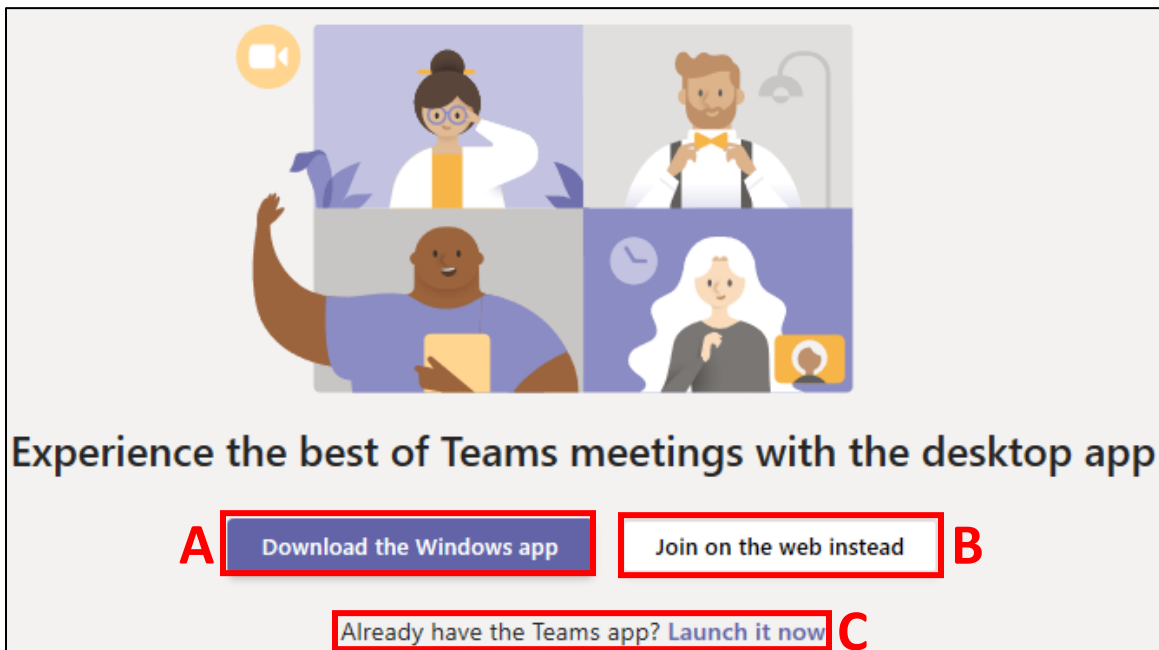 Experience the best of Teams meetings with the desktop app
A Download the Windows app Join on the web instead B
Already have the Teams app? Launch it now C